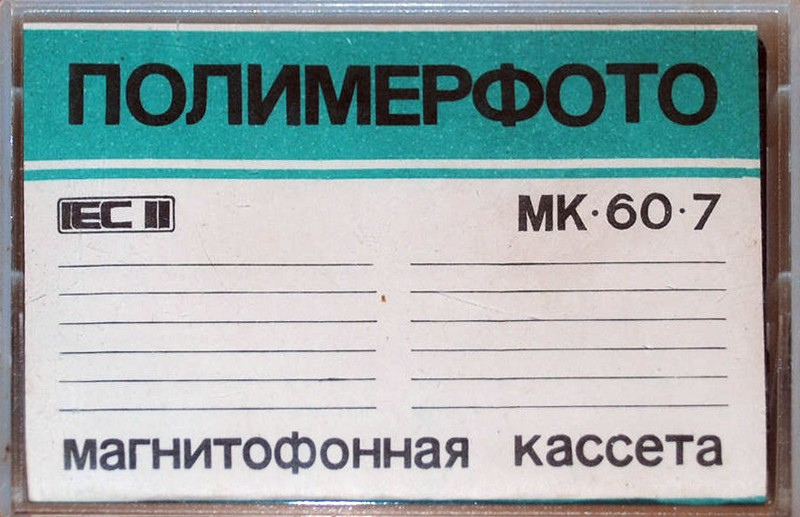 ПОЛИМЕРФОТО
IEC II МК·60·7
магнитофонная кассета